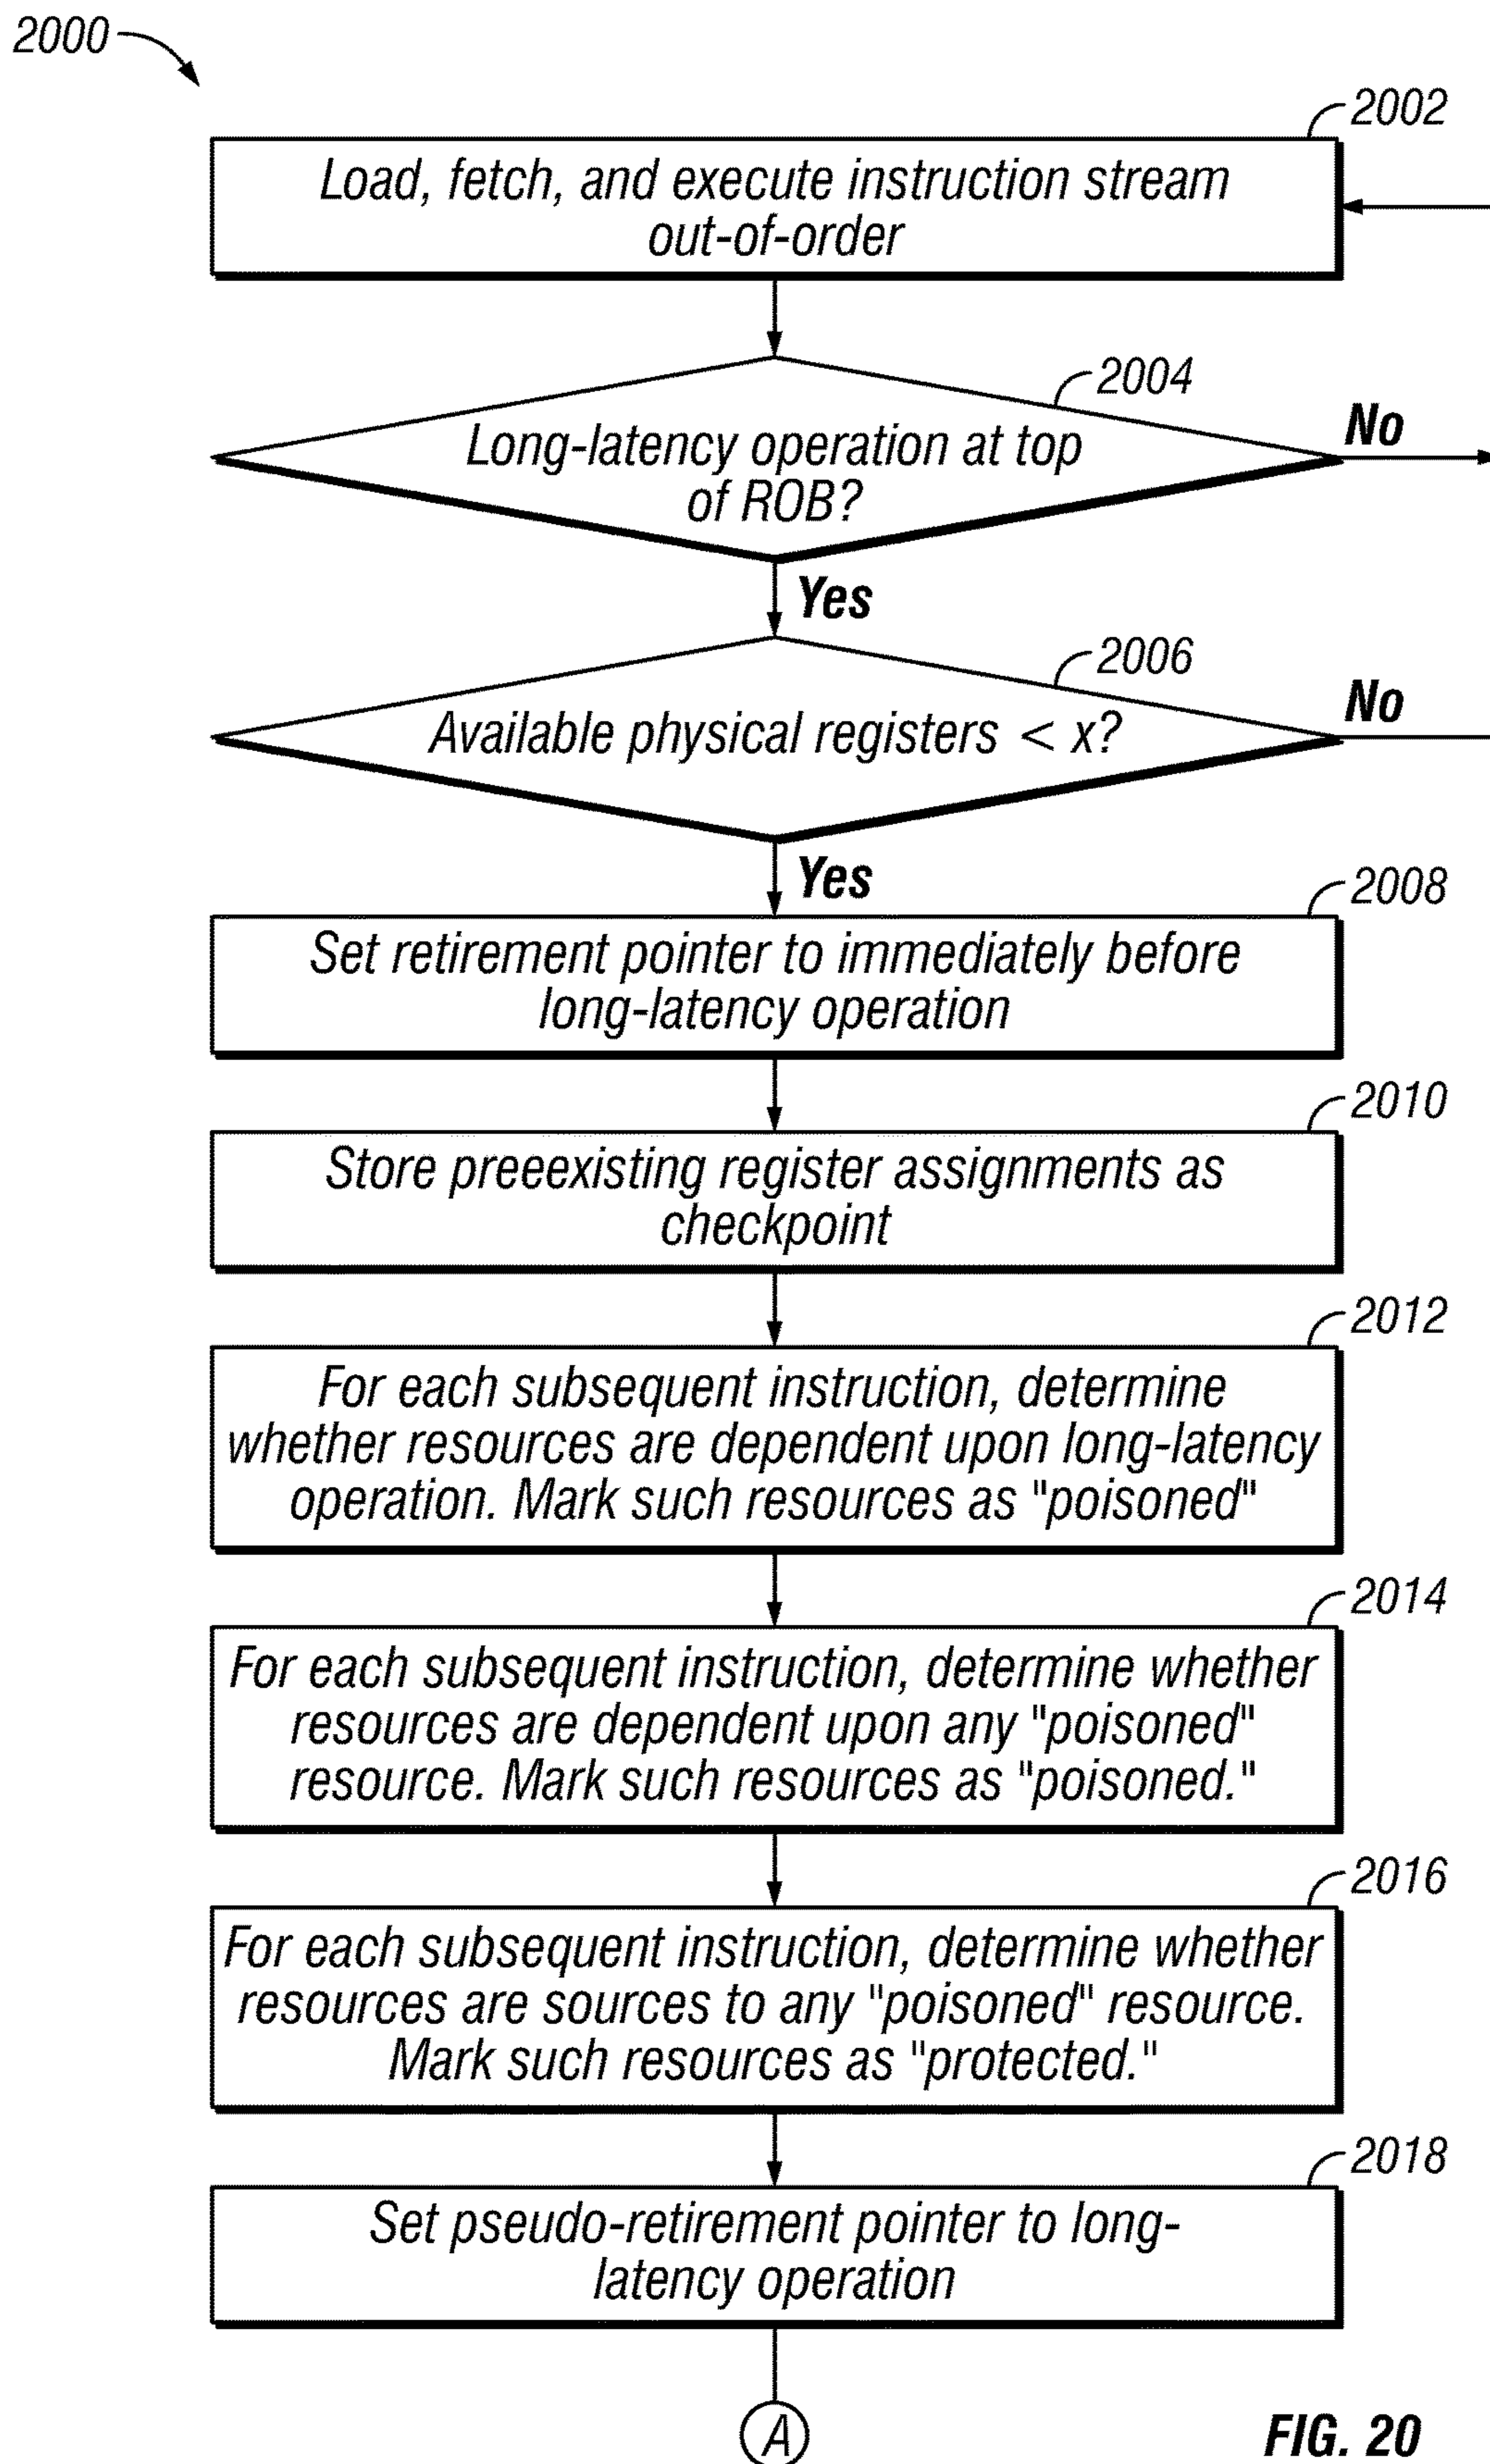 2000
2002
Load, fetch, and execute instruction stream
out-of-order
2004
Long-latency operation at top
of ROB?
No
Yes
2006
Available physical registers < x?
No
Yes
2008
Set retirement pointer to immediately before
long-latency operation
2010
Store preeexisting register assignments as
checkpoint
2012
For each subsequent instruction, determine
whether resources are dependent upon long-latency
operation. Mark such resources as "poisoned"
2014
For each subsequent instruction, determine whether
resources are dependent upon any "poisoned"
resource. Mark such resources as "poisoned."
2016
For each subsequent instruction, determine whether
resources are sources to any "poisoned" resource.
Mark such resources as "protected."
2018
Set pseudo-retirement pointer to long-
latency operation
A
FIG. 20